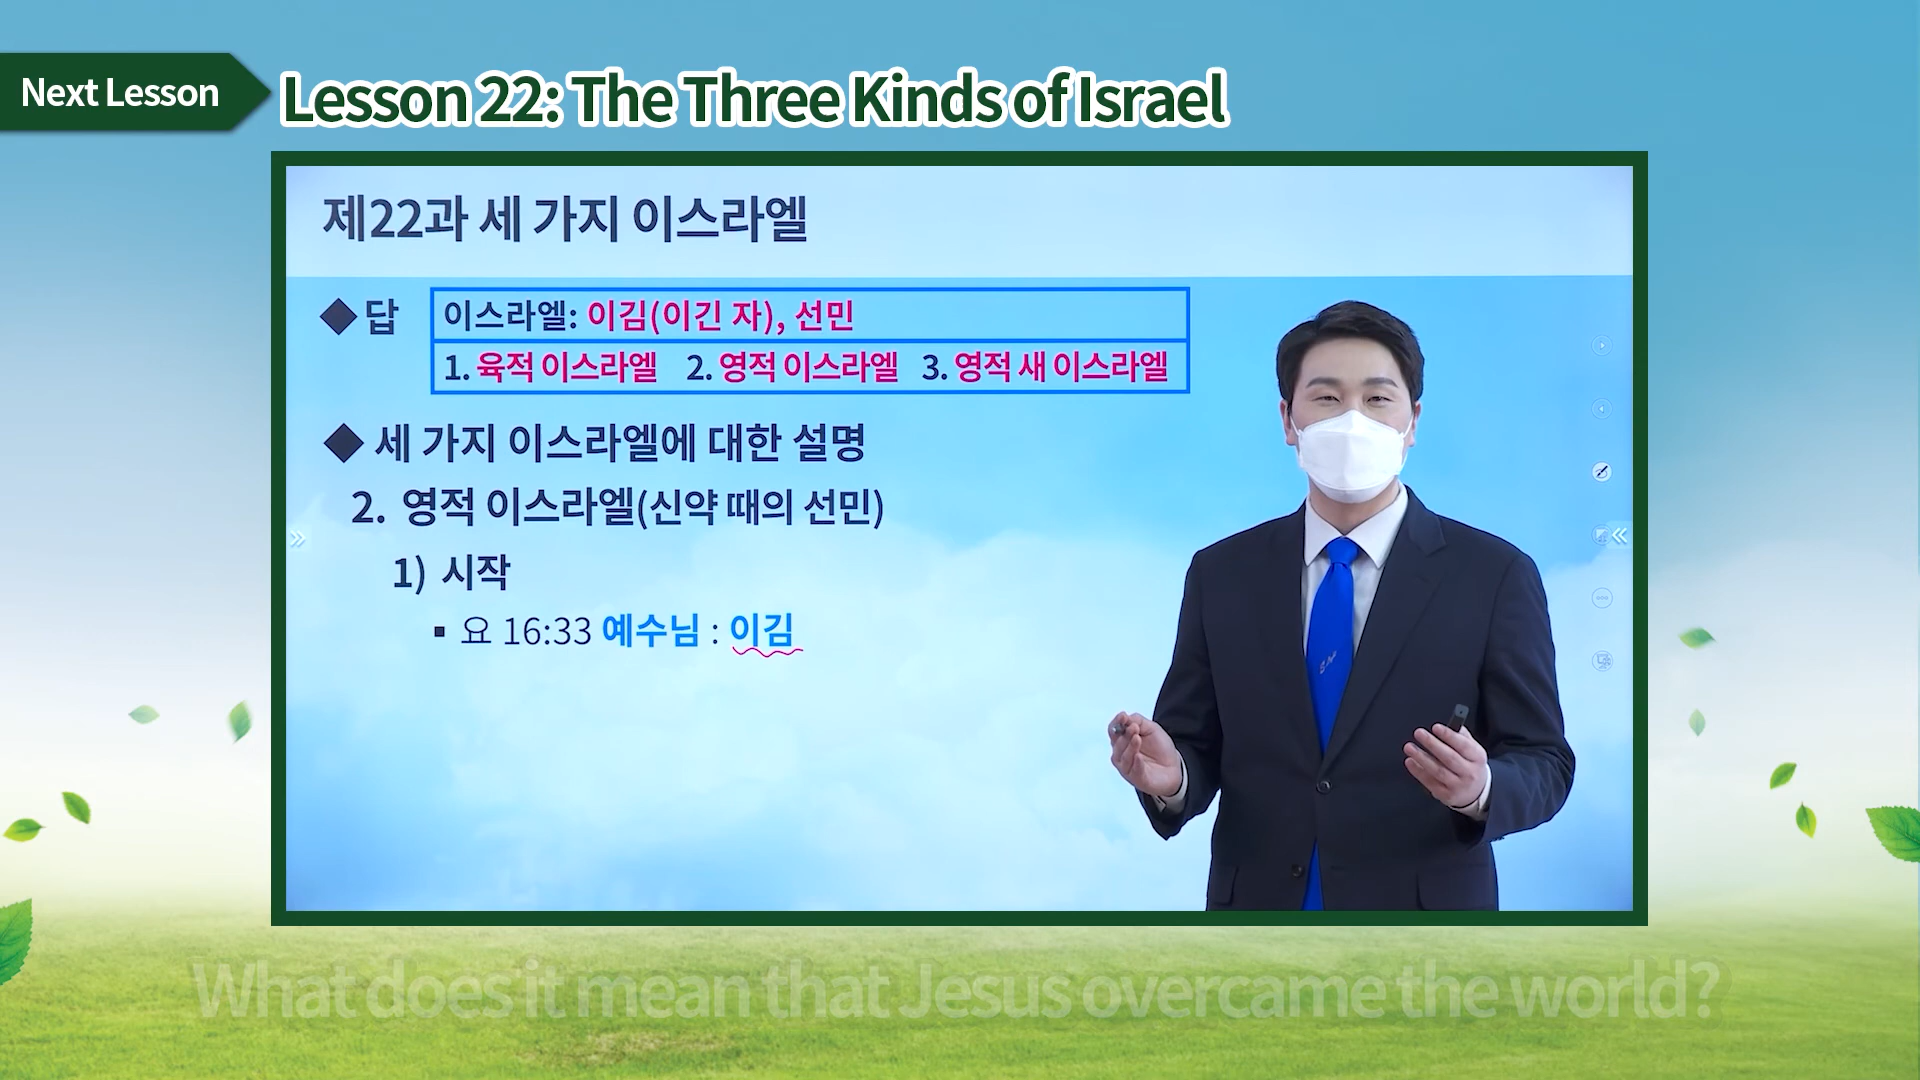 Next Lesson
Lesson 22: The Three Kinds of Israel
제22과 세 가지 이스라엘
◆ 답
이스라엘: 이김(이긴 자), 선민
1. 육적 이스라엘 2. 영적 이스라엘 3. 영적 새 이스라엘
◆ 세 가지 이스라엘에 대한 설명
2. 영적 이스라엘(신약 때의 선민)
1) 시작
▪ 요 16:33 예수님 : 이김
What does it mean that Jesus overcame the world?